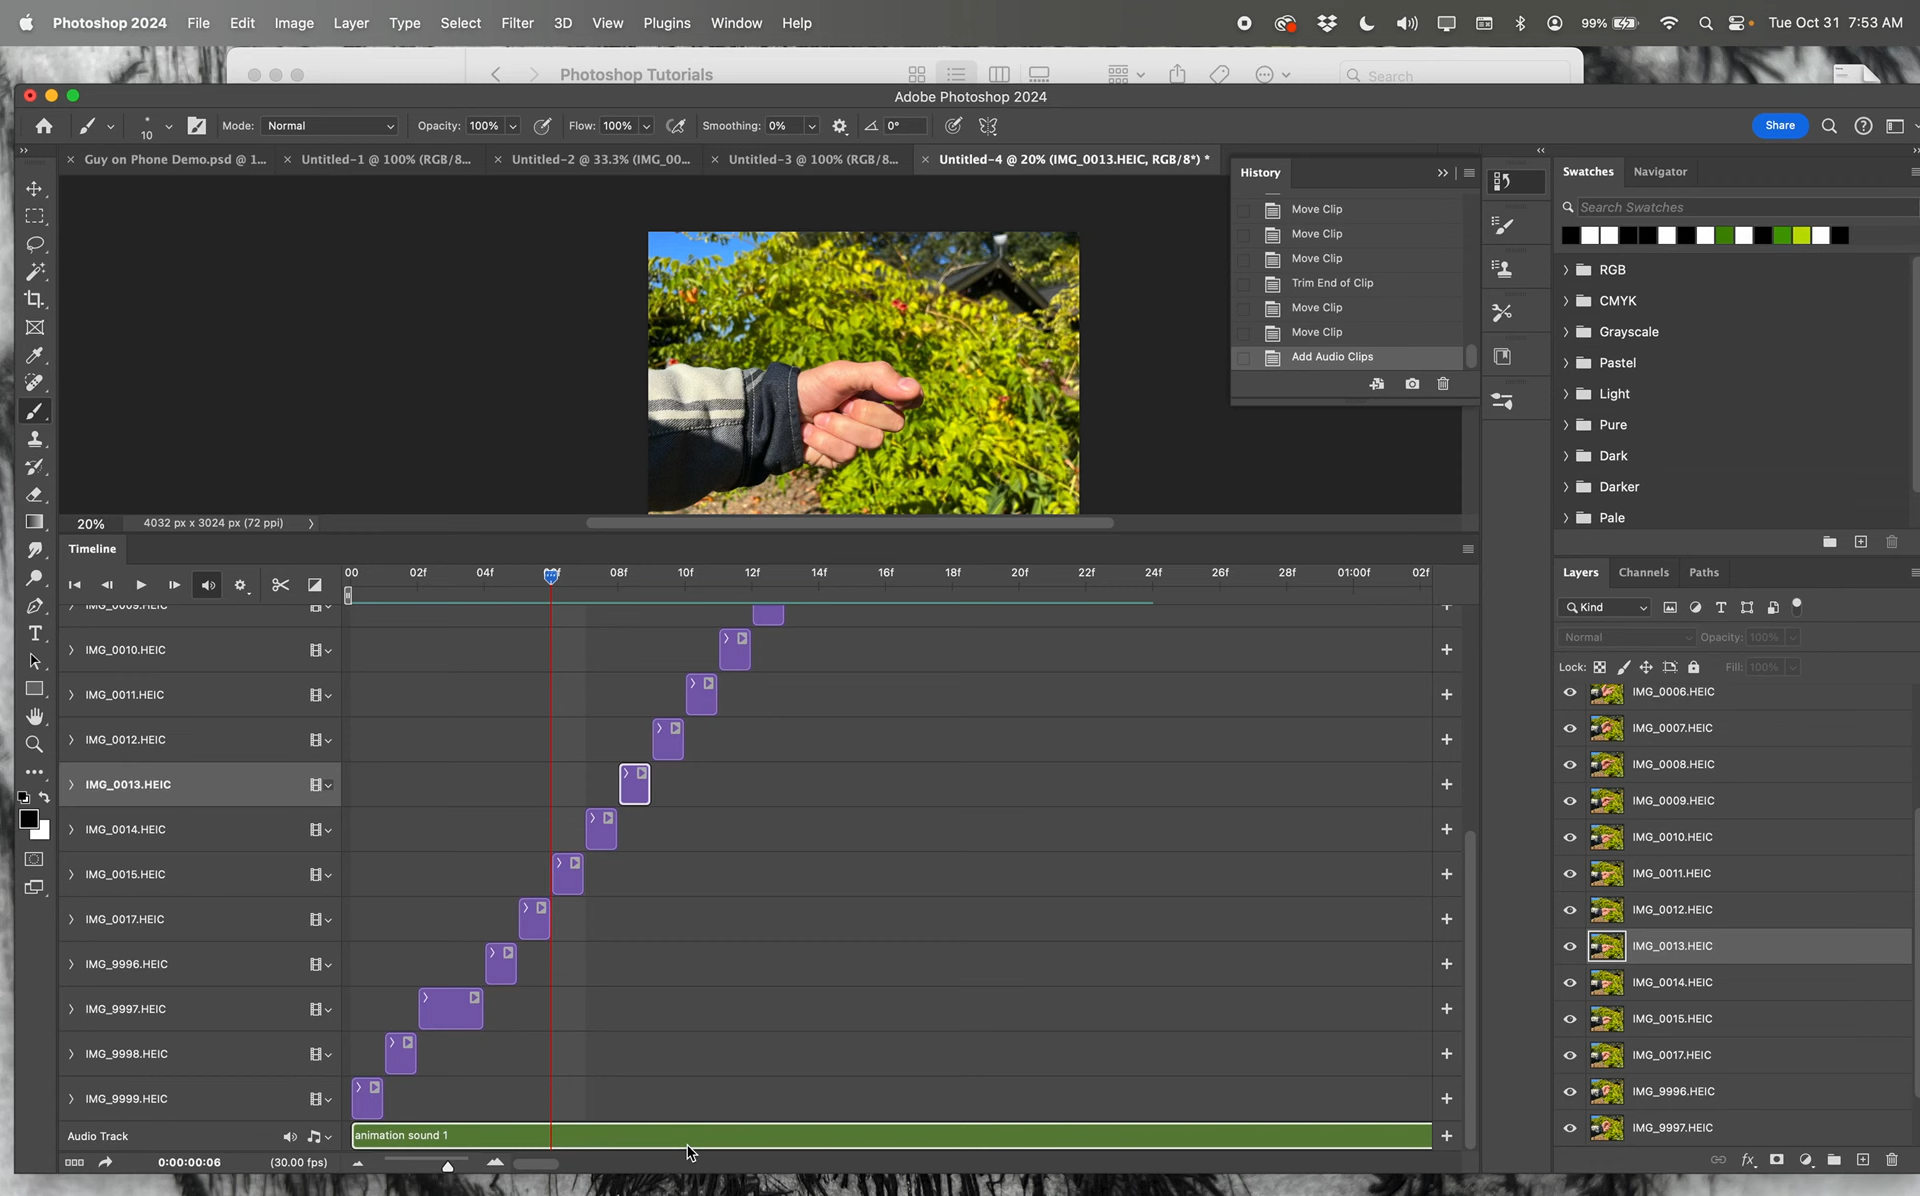 Photoshop 2024 File Edit Image Layer Type Select Filter 3D View Plugins Window Help 99% Tue Oct 31 7:53 AM
Photoshop Tutorials Search
Adobe Photoshop 2024
10 Mode: Normal Opacity: 100% Flow: 100% Smoothing: 0% 0° Share
Guy on Phone Demo.psd @ 1... Untitled-1 @ 100% (RGB/8... Untitled-2 @ 33.3% (IMG_00... Untitled-3 @ 100% (RGB/8... Untitled-4 @ 20% (IMG_0013.HEIC, RGB/8*) *
History
Move Clip
Move Clip
Move Clip
Trim End of Clip
Move Clip
Move Clip
Add Audio Clips
Swatches Navigator
Search Swatches
RGB
CMYK
Grayscale
Pastel
Light
Pure
Dark
Darker
Pale
20% 4032 px x 3024 px (72 ppi)
Timeline
00 02f 04f 08f 10f 12f 14f 16f 18f 20f 22f 24f 26f 28f 01:00f 02f
IMG_0009.HEIC
IMG_0010.HEIC
IMG_0011.HEIC
IMG_0012.HEIC
IMG_0013.HEIC
IMG_0014.HEIC
IMG_0015.HEIC
IMG_0017.HEIC
IMG_9996.HEIC
IMG_9997.HEIC
IMG_9998.HEIC
IMG_9999.HEIC
Audio Track animation sound 1
0:00:00:06 (30.00 fps)
Layers Channels Paths
Kind
Normal Opacity: 100%
Lock: Fill: 100%
IMG_0006.HEIC
IMG_0007.HEIC
IMG_0008.HEIC
IMG_0009.HEIC
IMG_0010.HEIC
IMG_0011.HEIC
IMG_0012.HEIC
IMG_0013.HEIC
IMG_0014.HEIC
IMG_0015.HEIC
IMG_0017.HEIC
IMG_9996.HEIC
IMG_9997.HEIC
fx